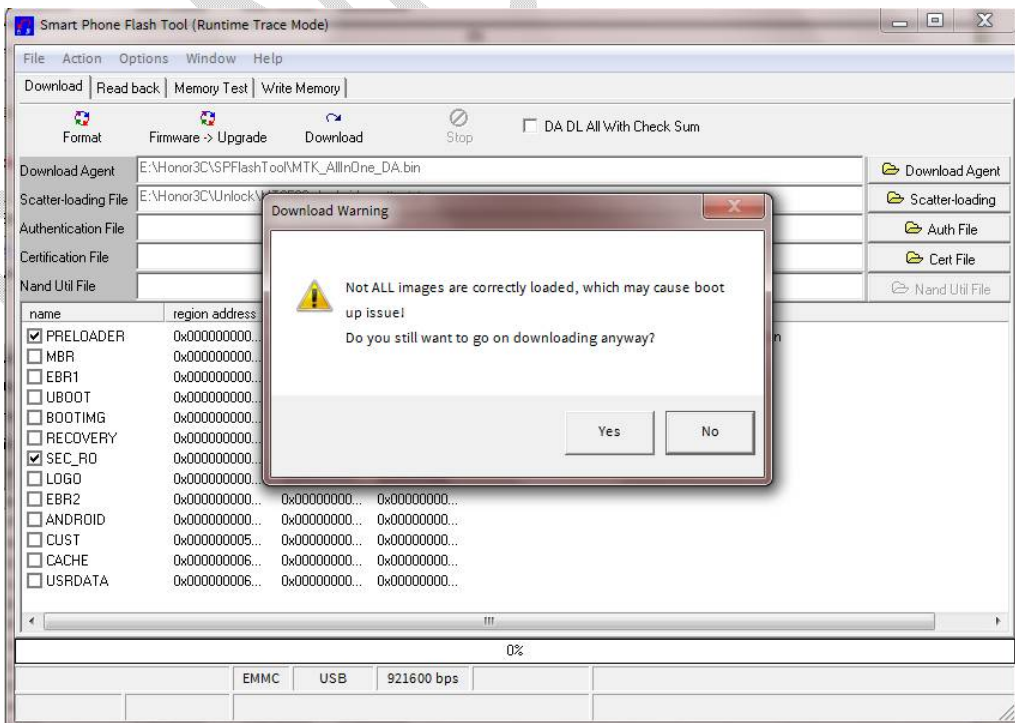 Smart Phone Flash Tool (Runtime Trace Mode)
File Action Options Window Help
Download Read back Memory Test Write Memory
Format Firmware -> Upgrade Download Stop DA DL All With Check Sum
Download Agent E:\Honor3C\SPFlashTool\MTK_AllInOne_DA.bin Download Agent
Scatter-loading File E:\Honor3C\Unlock\ Scatter-loading
Authentication File Auth File
Certification File Cert File
Nand Util File Nand Util File
Download Warning
Not ALL images are correctly loaded, which may cause boot
up issue!
Do you still want to go on downloading anyway?
Yes No
name region address
PRELOADER 0x000000000...
MBR 0x000000000...
EBR1 0x000000000...
UBOOT 0x000000000...
BOOTIMG 0x000000000...
RECOVERY 0x000000000...
SEC_RO 0x000000000...
LOGO 0x000000000...
EBR2 0x000000000... 0x00000000... 0x00000000...
ANDROID 0x000000000... 0x00000000... 0x00000000...
CUST 0x000000005... 0x00000000... 0x00000000...
CACHE 0x000000006... 0x00000000... 0x00000000...
USRDATA 0x000000006... 0x00000000... 0x00000000...
0%
EMMC USB 921600 bps